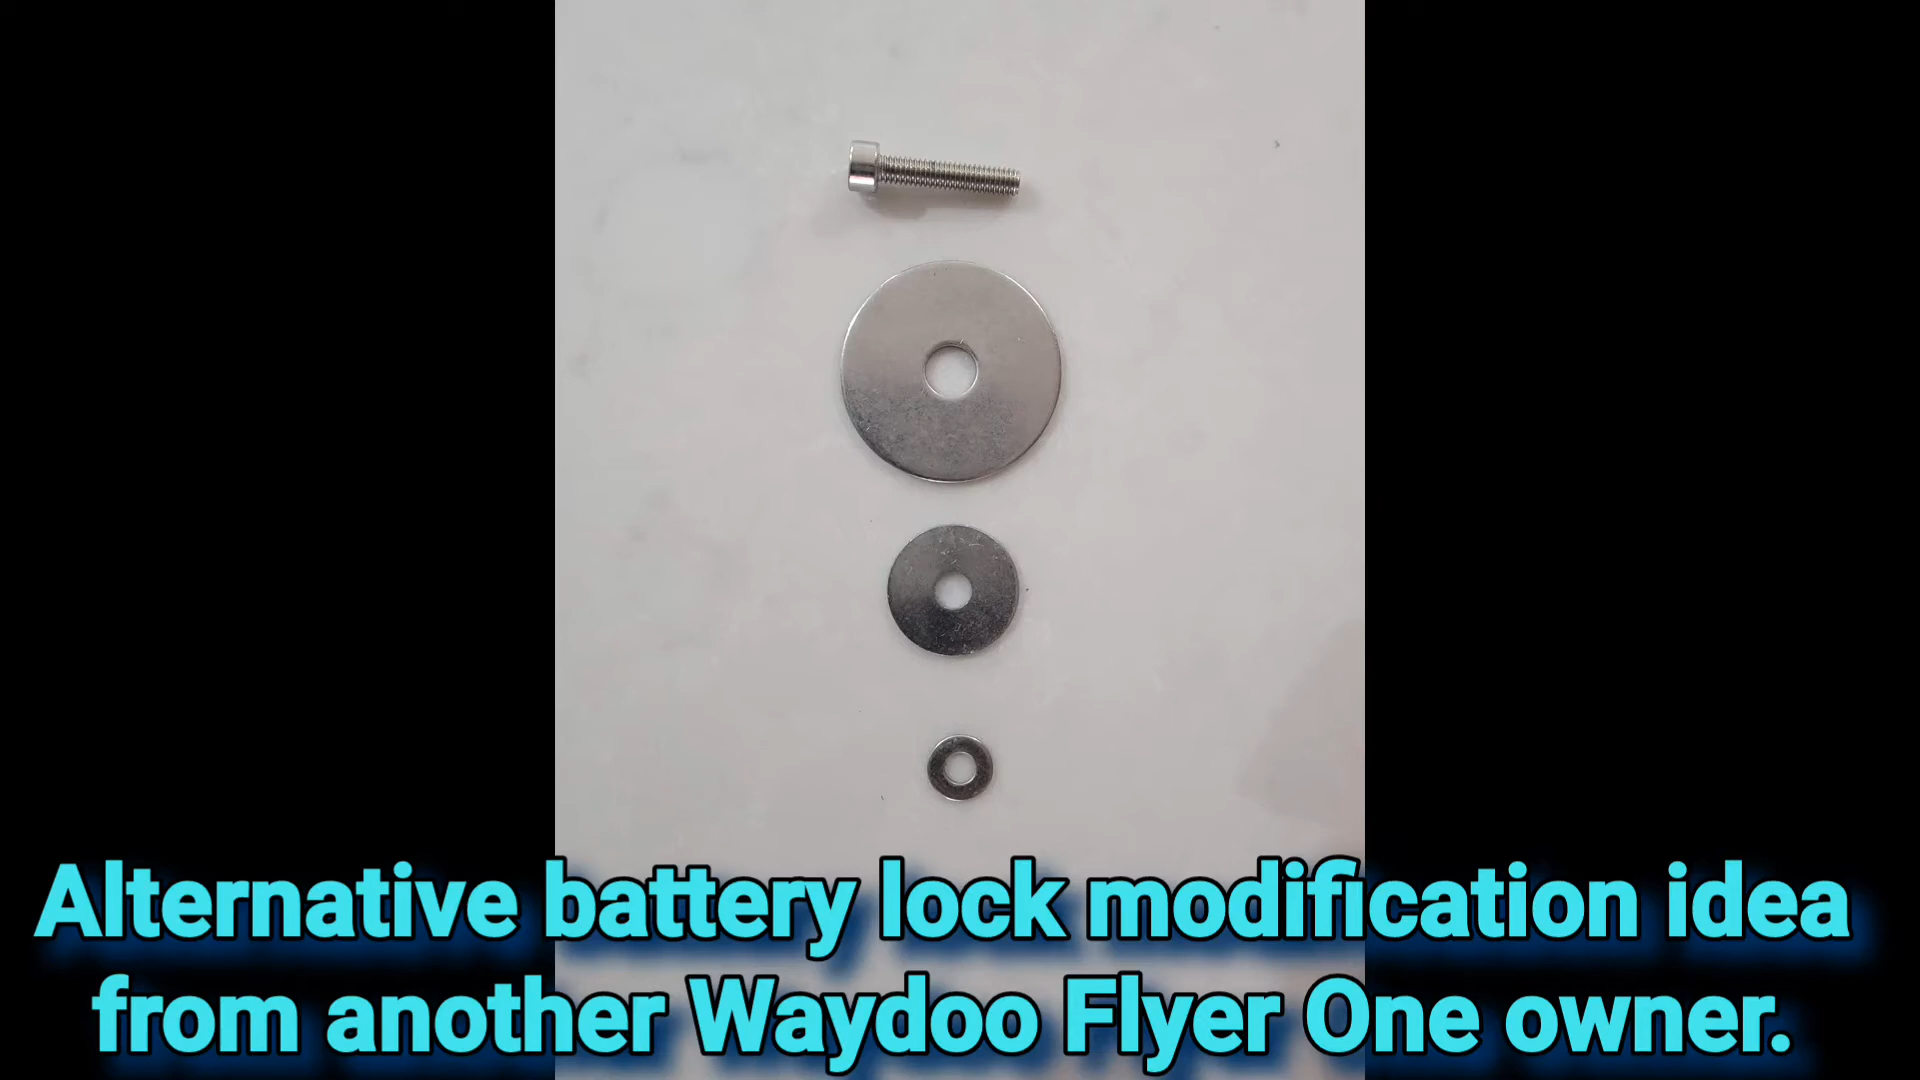 Alternative battery lock modification idea
from another Waydoo Flyer One owner.